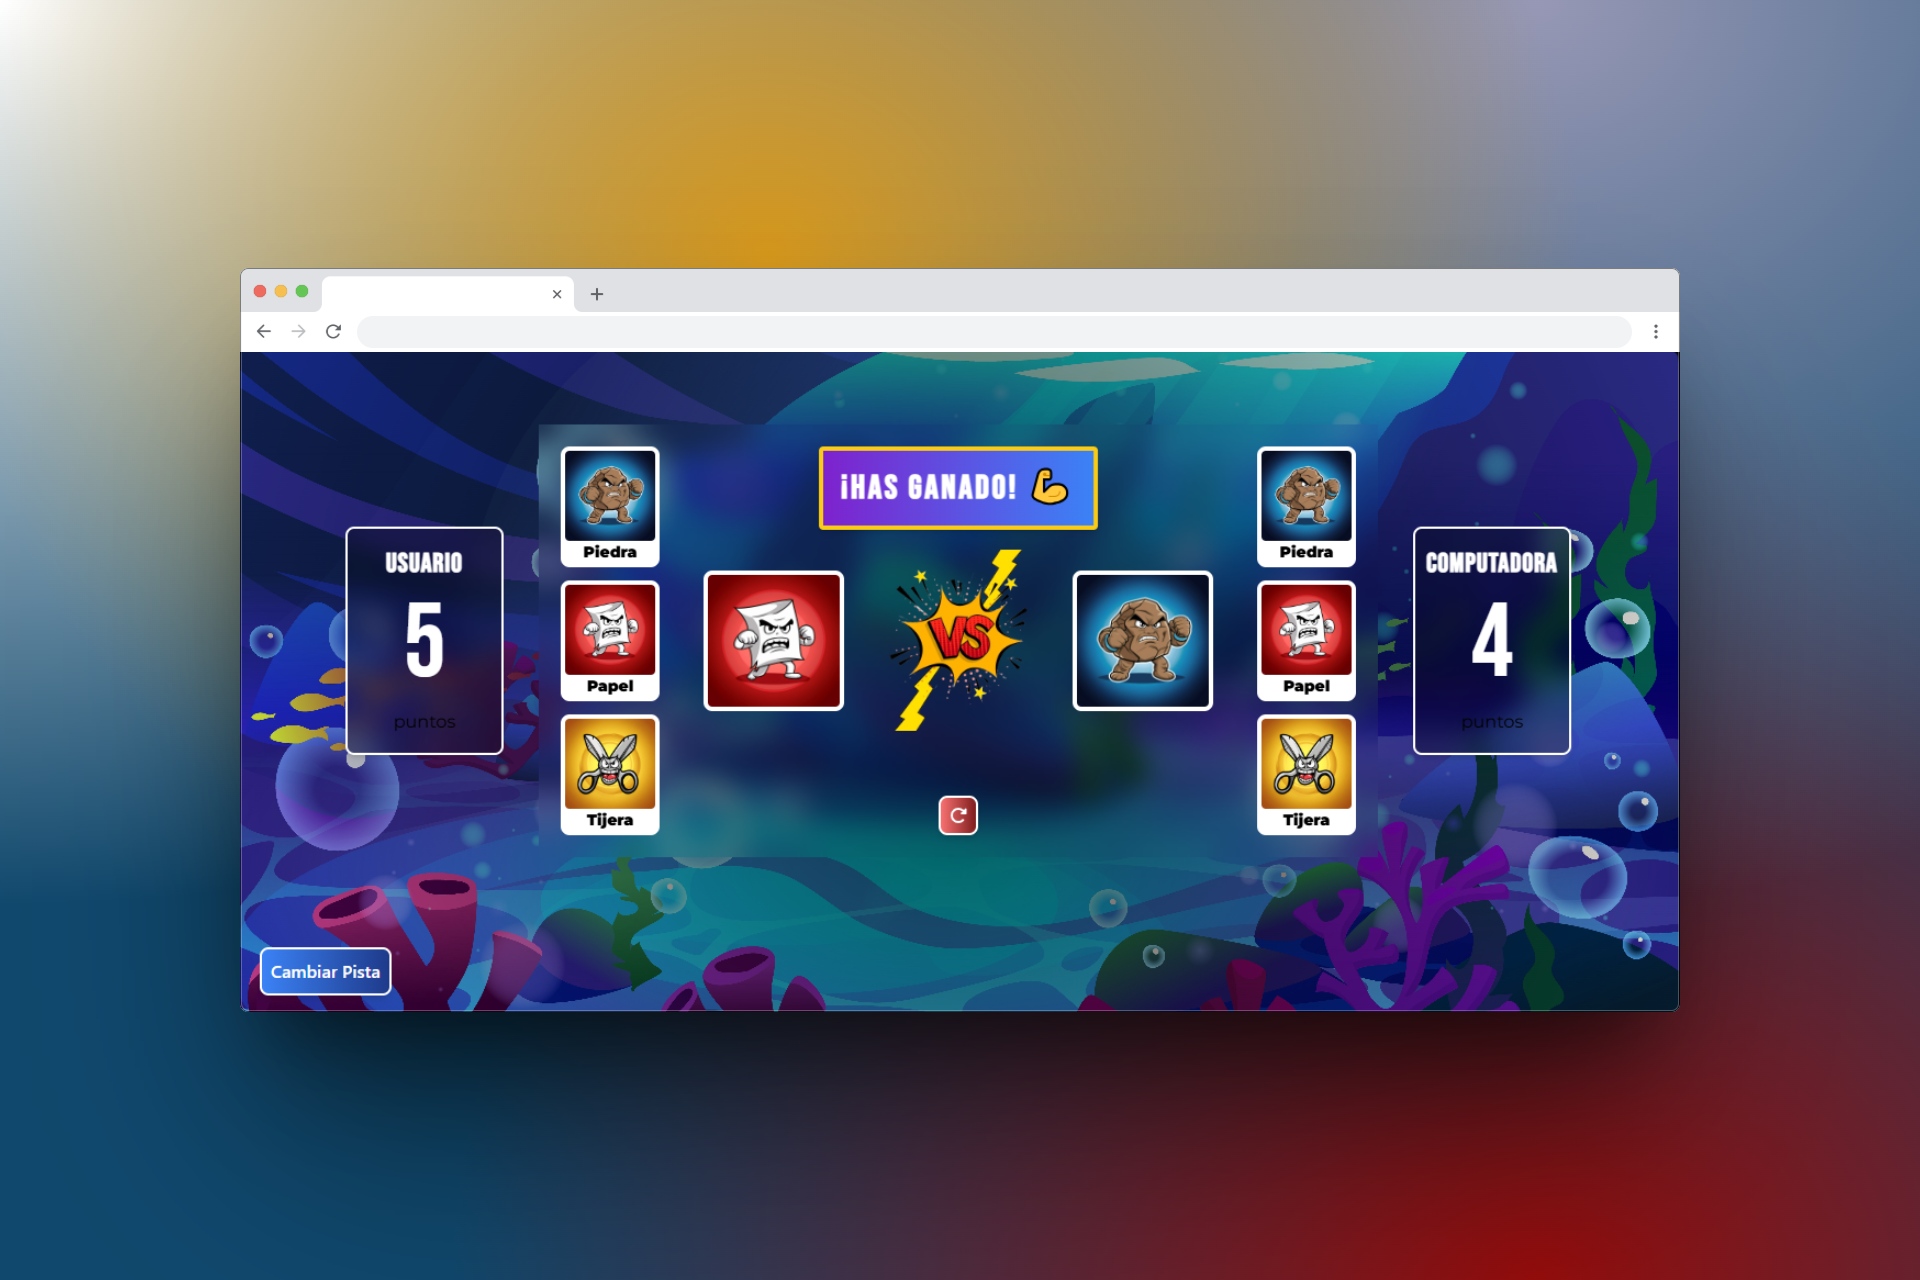 ¡HAS GANADO! 💪
USUARIO
5
puntos
Piedra
Papel
Tijera
VS
Piedra
Papel
Tijera
COMPUTADORA
4
puntos
Cambiar Pista